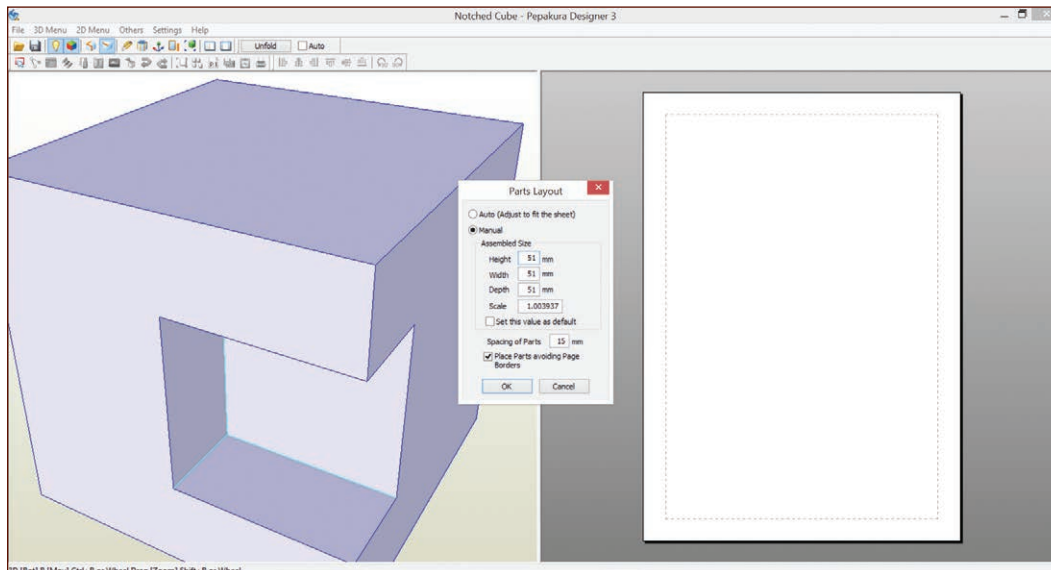 Notched Cube - Pepakura Designer 3
File 3D Menu 2D Menu Others Settings Help
Unfold Auto
Parts Layout
Auto (Adjust to fit the sheet)
Manual
Assembled Size
Height 51 mm
Width 51 mm
Depth 51 mm
Scale 1.003937
Set this value as default
Spacing of Parts 15 mm
Place Parts avoiding Page
Borders
OK Cancel